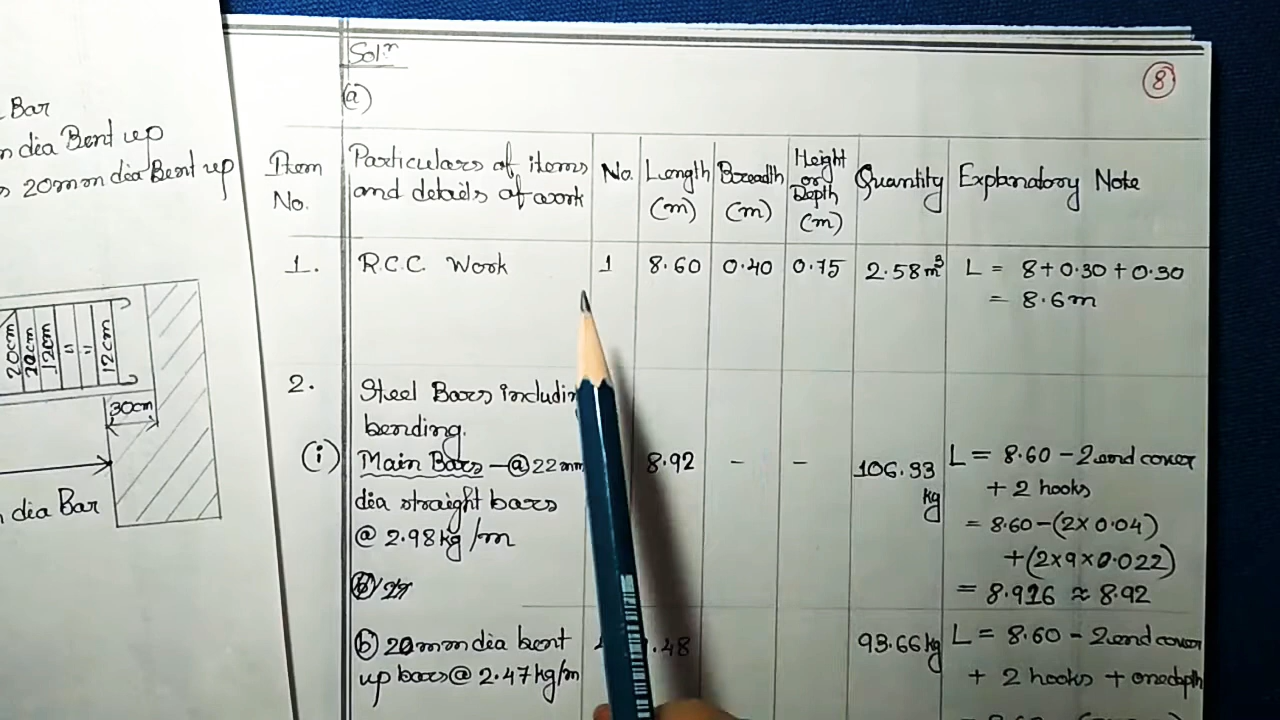 Bar
dia Bent up
20mm dia Bent up
20cm
20cm
12cm
=
=
12cm
30cm
dia Bar
Solⁿ
8
(a)
Item No.
Particulars of items and details of work
No.
Length (m)
Breadth (m)
Height or Depth (m)
Quantity
Explanatory Note
1.
R.C.C. Work
1
8.60
0.40
0.75
2.58m³
L = 8+0.30+0.30
= 8.6m
2.
Steel Bars
bending.
(i)
Main Bars – @ 22mm
8.92
–
–
106.33
kg
dia straight bars
@ 2.98kg/m
L = 8.60 – 2 end cover
+ 2 hooks
= 8.60 – (2×0.04)
+ (2×9×0.022)
= 8.916 ≈ 8.92
(b) 20mm dia bent
.48
93.66kg
up bars @ 2.47kg/m
L = 8.60 – 2 end cover
+ 2 hooks + one depth